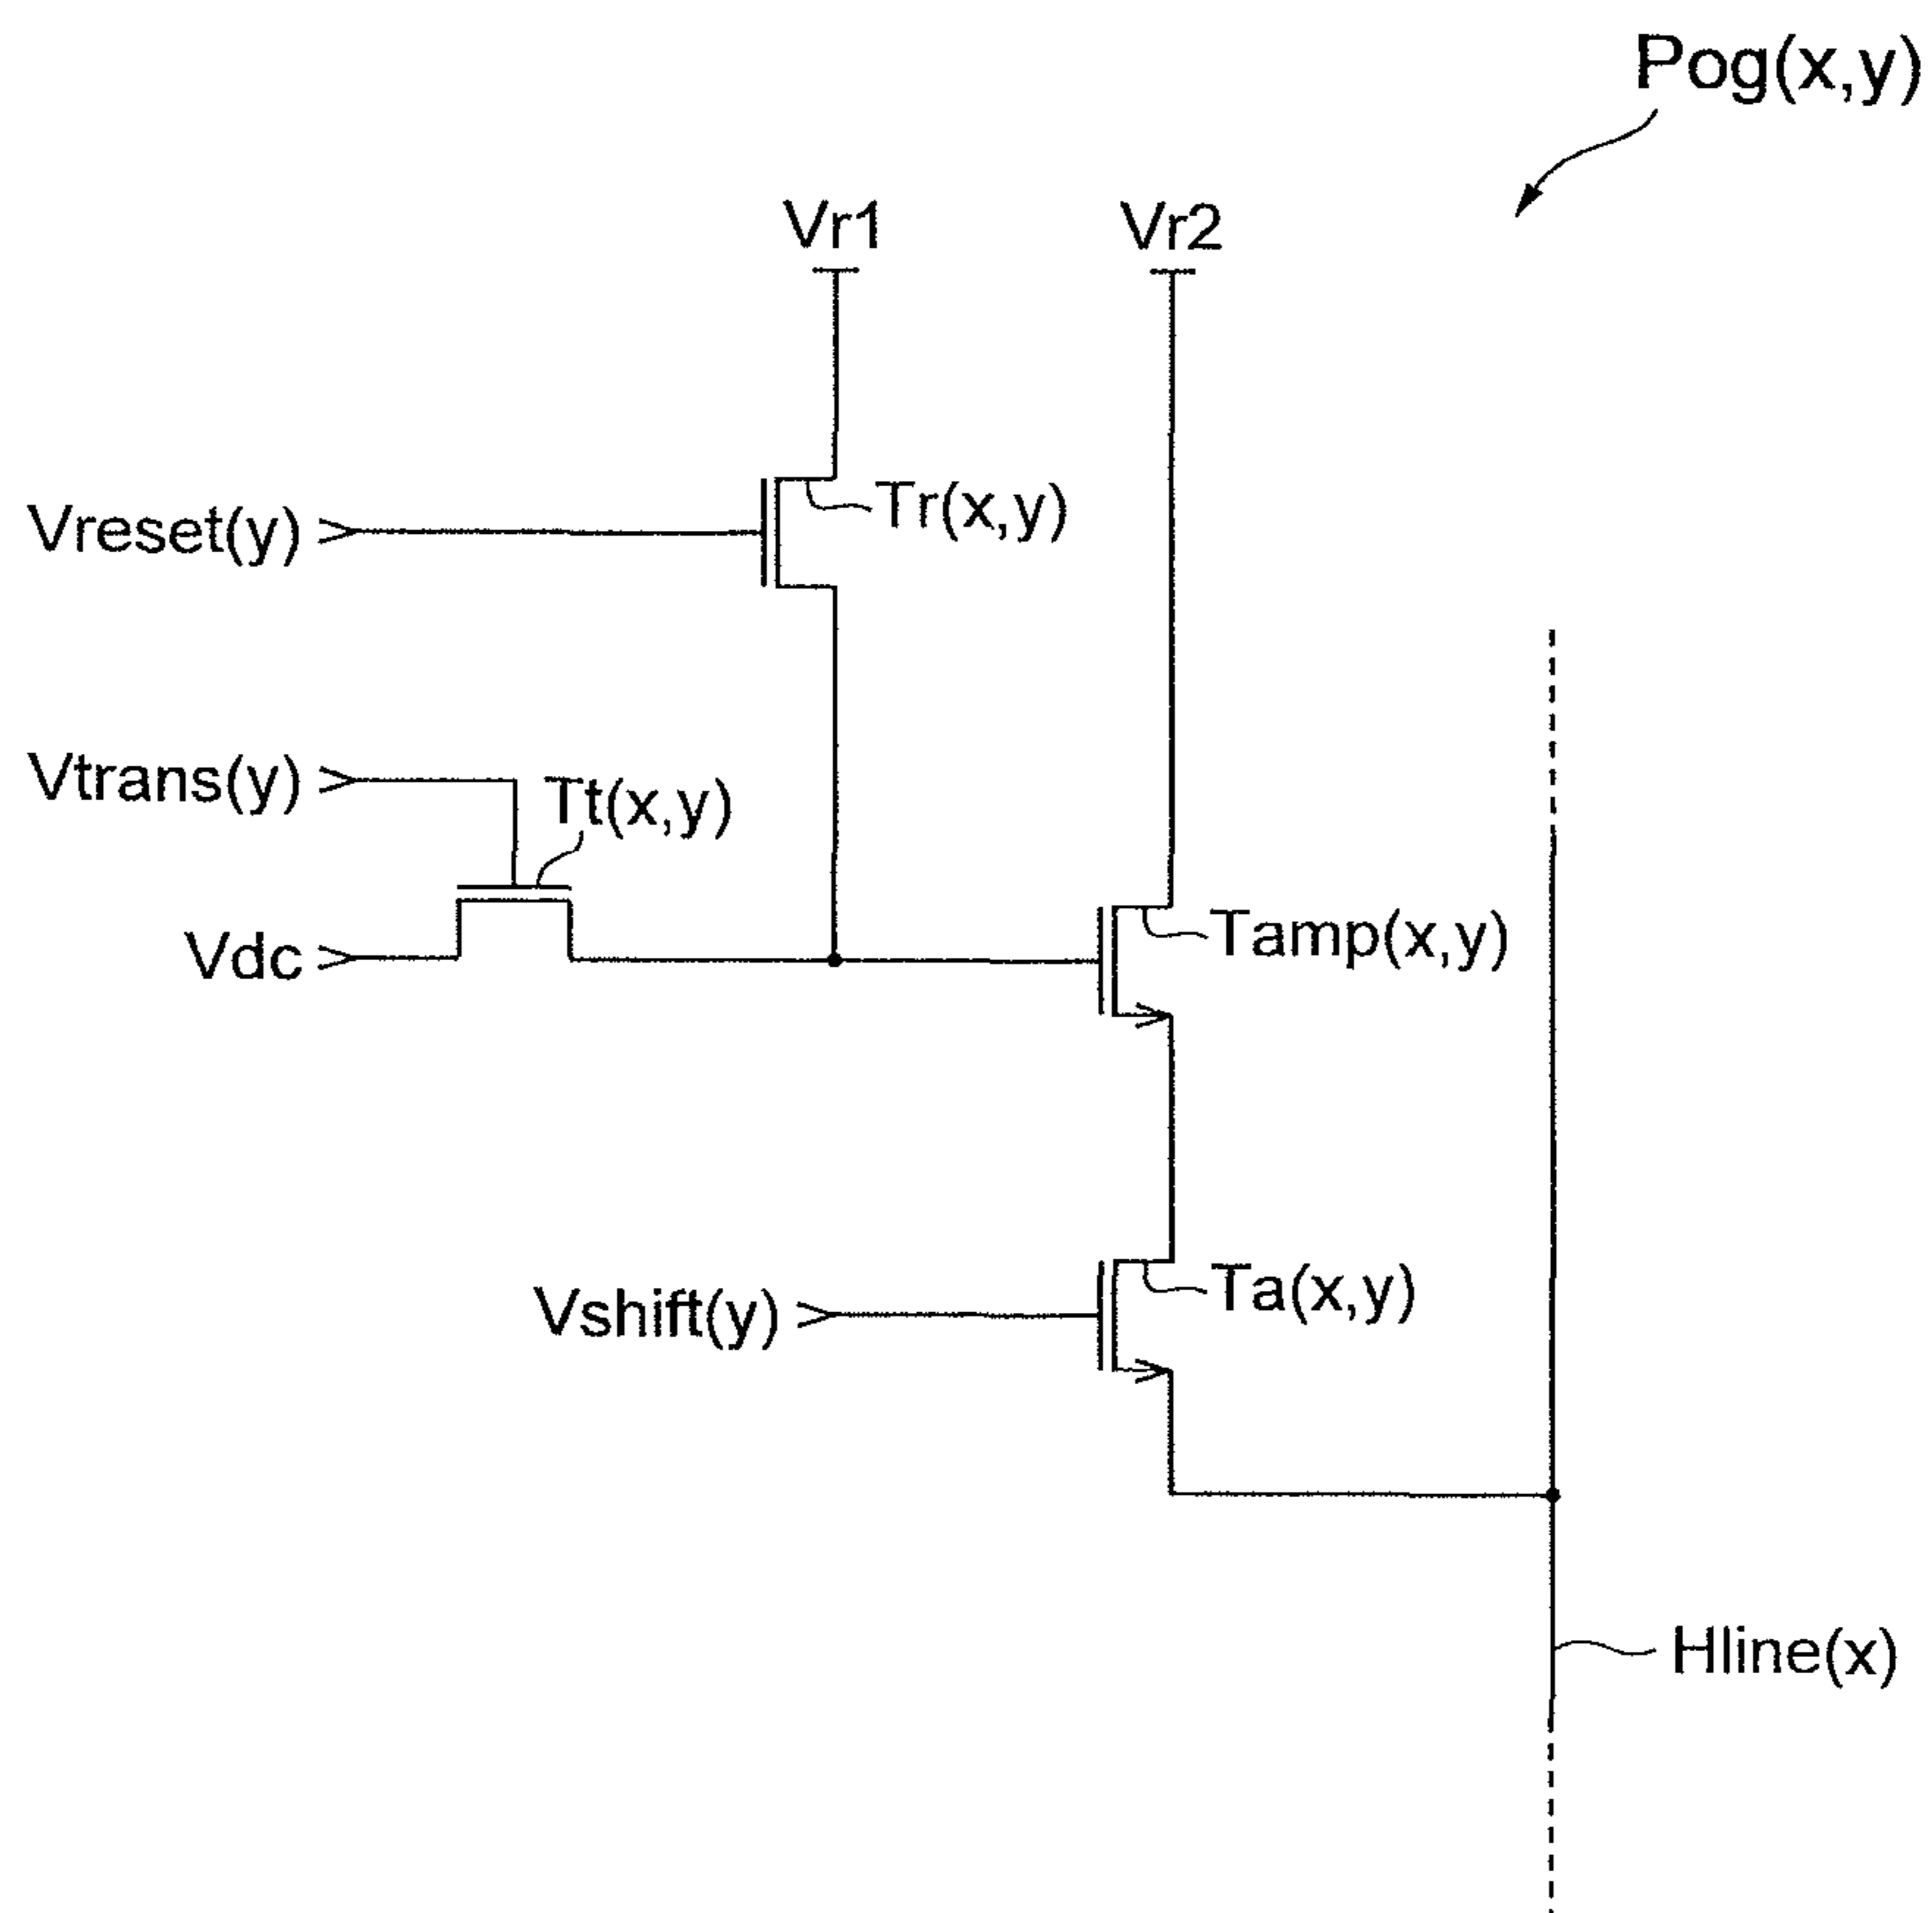 Pog(x,y)
Vr1
Vr2
Vreset(y)
Tr(x,y)
Vtrans(y)
Tt(x,y)
Vdc
Tamp(x,y)
Vshift(y)
Ta(x,y)
Hline(x)